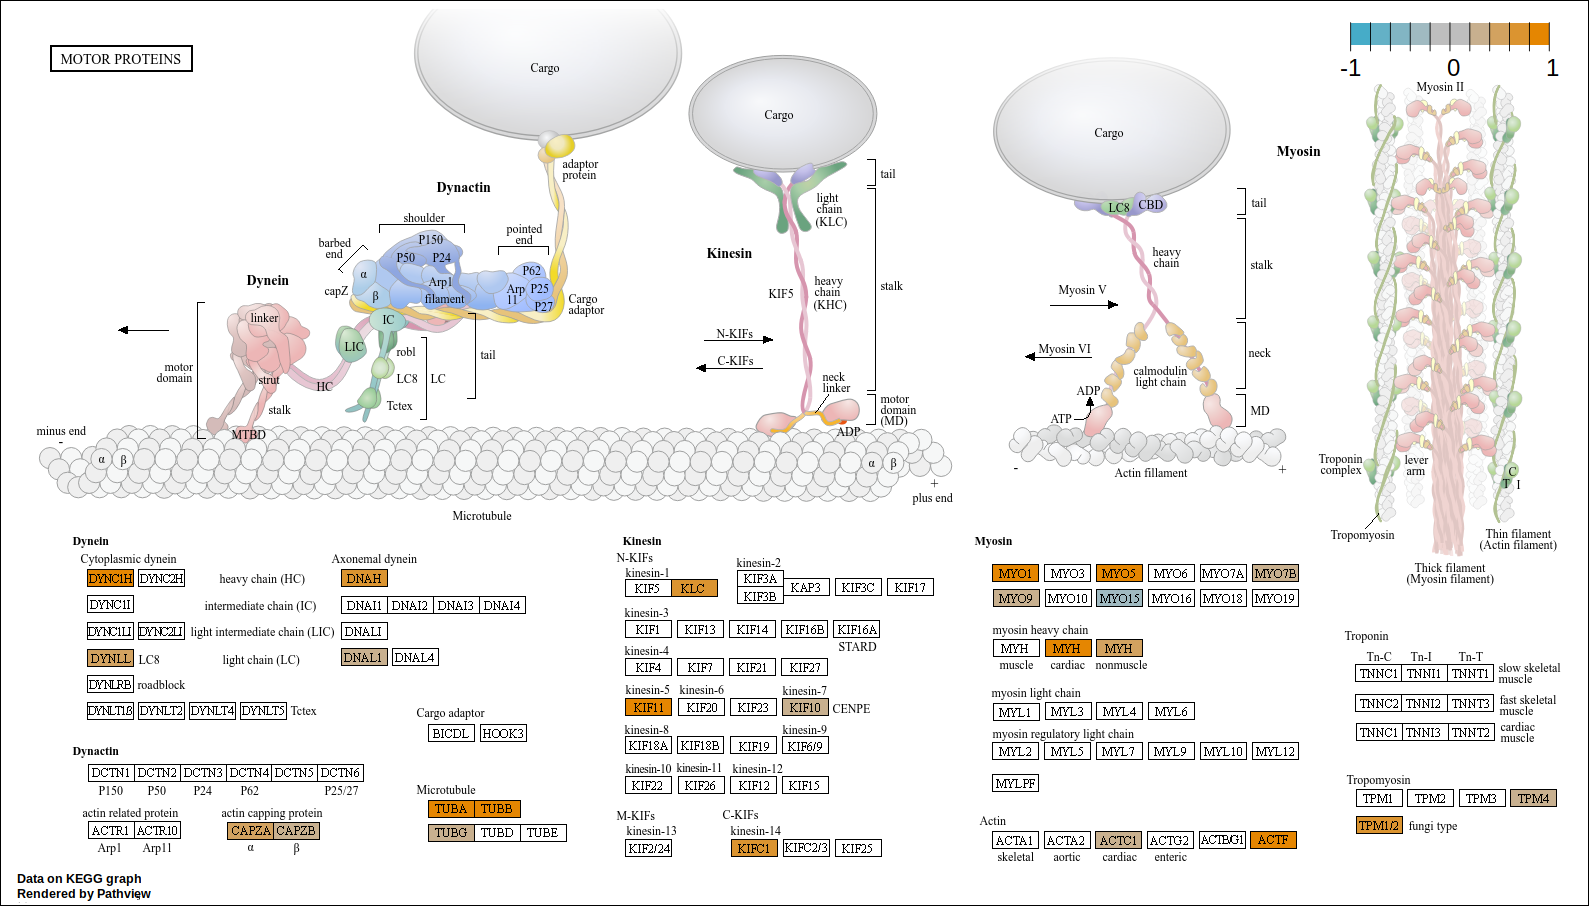 MOTOR PROTEINS
-1 0 1
Cargo
Cargo
Cargo
Myosin II
Myosin
adaptor
protein
Dynactin
shoulder
P150
P50 P24
barbed
end
pointed
end
α
β
capZ
Arp1
filament
Arp
11
P62
P25
P27
Cargo
adaptor
Dynein
linker
IC
LIC
robl
LC8
LC
Tctex
tail
motor
domain
strut
HC
stalk
MTBD
minus end
-
α β
α β
+
plus end
Microtubule
tail
light
chain
(KLC)
Kinesin
KIF5
heavy
chain
(KHC)
stalk
N-KIFs
C-KIFs
neck
linker
motor
domain
(MD)
ADP
LC8 CBD
tail
heavy
chain
stalk
Myosin V
Myosin VI
neck
calmodulin
light chain
ADP
ATP
MD
-
+
Actin fillament
Troponin
complex
lever
arm
C
T I
Tropomyosin
Thin filament
(Actin filament)
Thick filament
(Myosin filament)
Dynein
Cytoplasmic dynein
Axonemal dynein
DYNC1H DYNC2H heavy chain (HC) DNAH
DYNC1I intermediate chain (IC) DNAI1 DNAI2 DNAI3 DNAI4
DYNC1LI DYNC2LI light intermediate chain (LIC) DNALI
DYNLL LC8 light chain (LC) DNAL1 DNAL4
DYNLRB roadblock
DYNLT1B DYNLT2 DYNLT4 DYNLT5 Tctex
Cargo adaptor
BICDL HOOK3
Dynactin
DCTN1 DCTN2 DCTN3 DCTN4 DCTN5 DCTN6
P150 P50 P24 P62 P25/27
actin related protein
ACTR1 ACTR10
Arp1 Arp11
actin capping protein
CAPZA CAPZB
α β
Microtubule
TUBA TUBB
TUBG TUBD TUBE
Kinesin
N-KIFs
kinesin-1
KIF5 KLC
kinesin-2
KIF3A
KIF3B
KAP3 KIF3C KIF17
kinesin-3
KIF1 KIF13 KIF14 KIF16B KIF16A
STARD
kinesin-4
KIF4 KIF7 KIF21 KIF27
kinesin-5 kinesin-6 kinesin-7
KIF11 KIF20 KIF23 KIF10 CENPE
kinesin-8 kinesin-9
KIF18A KIF18B KIF19 KIF6/9
kinesin-10 kinesin-11 kinesin-12
KIF22 KIF26 KIF12 KIF15
M-KIFs C-KIFs
kinesin-13 kinesin-14
KIF2/24 KIFC1 KIFC2/3 KIF25
Myosin
MYO1 MYO3 MYO5 MYO6 MYO7A MYO7B
MYO9 MYO10 MYO15 MYO16 MYO18 MYO19
myosin heavy chain
MYH MYH MYH
muscle cardiac nonmuscle
myosin light chain
MYL1 MYL3 MYL4 MYL6
myosin regulatory light chain
MYL2 MYL5 MYL7 MYL9 MYL10 MYL12
MYLPF
Actin
ACTA1 ACTA2 ACTC1 ACTG2 ACTB/G1 ACTF
skeletal aortic cardiac enteric
Troponin
Tn-C Tn-I Tn-T
TNNC1 TNNI1 TNNT1 slow skeletal
muscle
TNNC2 TNNI2 TNNT3 fast skeletal
muscle
TNNC1 TNNI3 TNNT2 cardiac
muscle
Tropomyosin
TPM1 TPM2 TPM3 TPM4
TPM1/2 fungi type
Data on KEGG graph
Rendered by Pathview